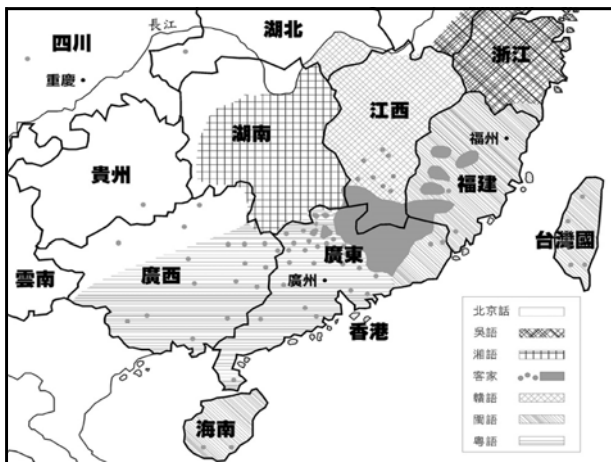 四川
長江
湖北
重慶
浙江
江西
湖南
福州
貴州
福建
台灣國
雲南
廣西
廣東
廣州
香港
海南
北京話
吳語
湘語
客家
贛語
閩語
粵語